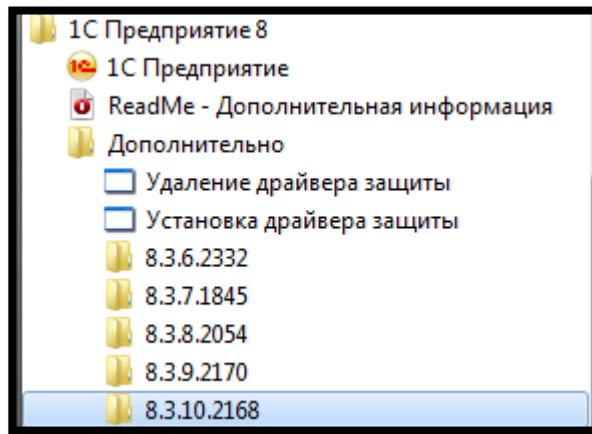 1С Предприятие 8
1С Предприятие
ReadMe - Дополнительная информация
Дополнительно
Удаление драйвера защиты
Установка драйвера защиты
8.3.6.2332
8.3.7.1845
8.3.8.2054
8.3.9.2170
8.3.10.2168